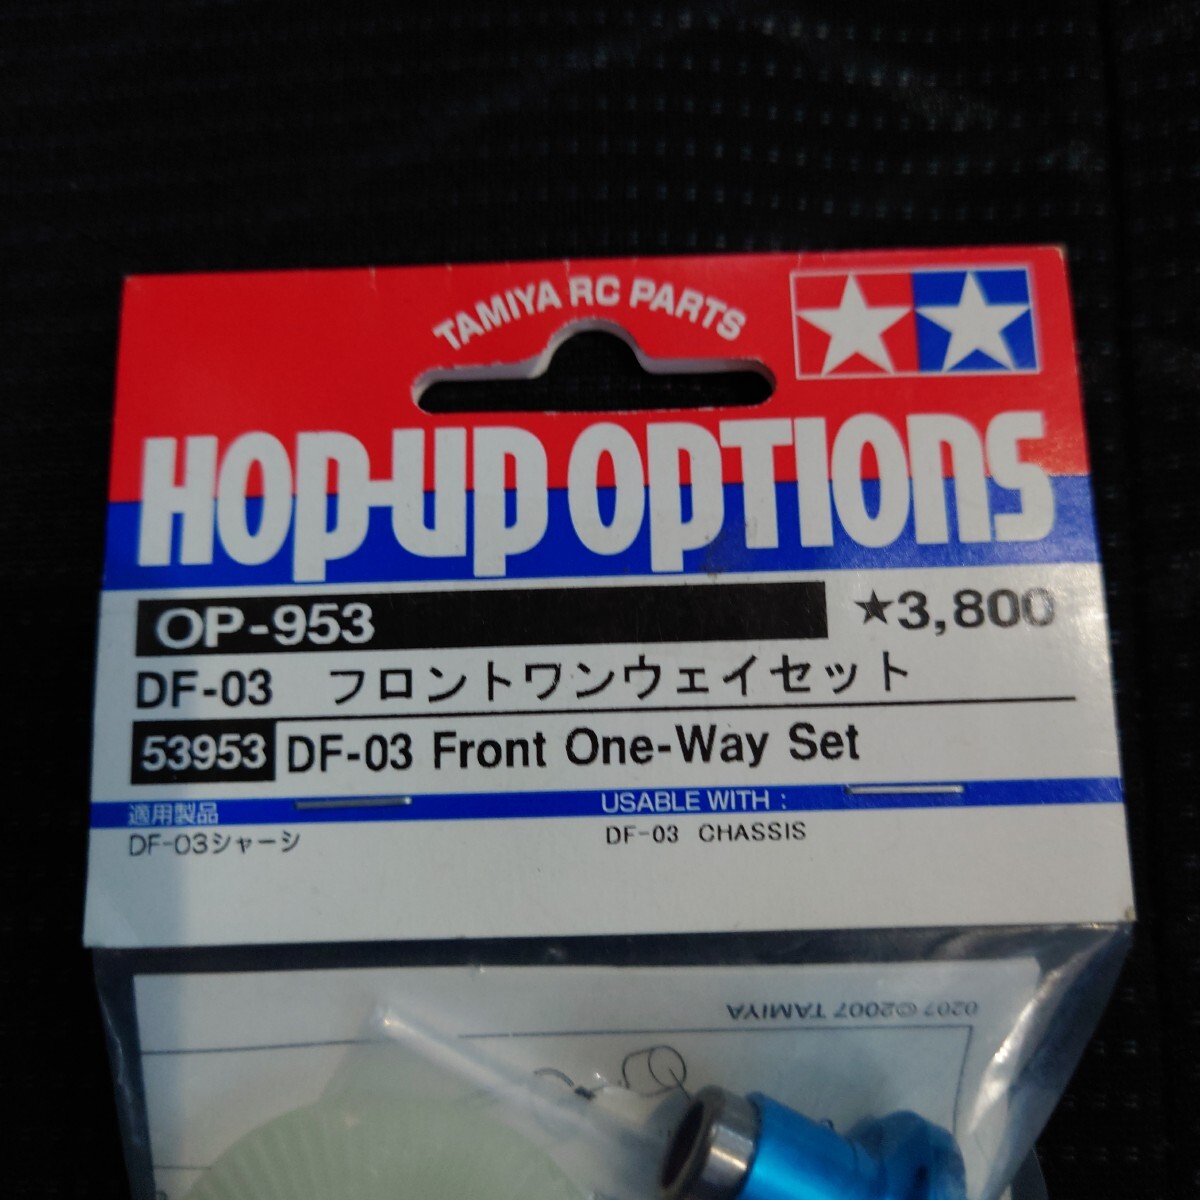 TAMIYA RC PARTS
HOP-UP OPTIONS
OP-953 ★3,800
DF-03 フロントワンウェイセット
53953 DF-03 Front One-Way Set
適用製品 USABLE WITH :
DF-03シャーシ DF-03 CHASSIS
0207 ©2007 TAMIYA